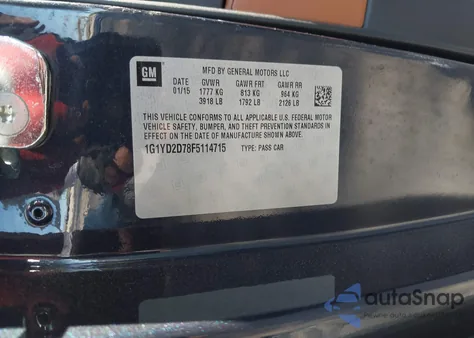 GM
MFD BY GENERAL MOTORS LLC
DATE GVWR GAWR FRT GAWR RR
01/15 1777 KG 813 KG 964 KG
3918 LB 1792 LB 2126 LB
THIS VEHICLE CONFORMS TO ALL APPLICABLE U.S. FEDERAL MOTOR
VEHICLE SAFETY, BUMPER, AND THEFT PREVENTION STANDARDS IN
EFFECT ON THE DATE OF MANUFACTURE SHOWN ABOVE.
1G1YD2D78F5114715 TYPE: PASS CAR
autoSnap